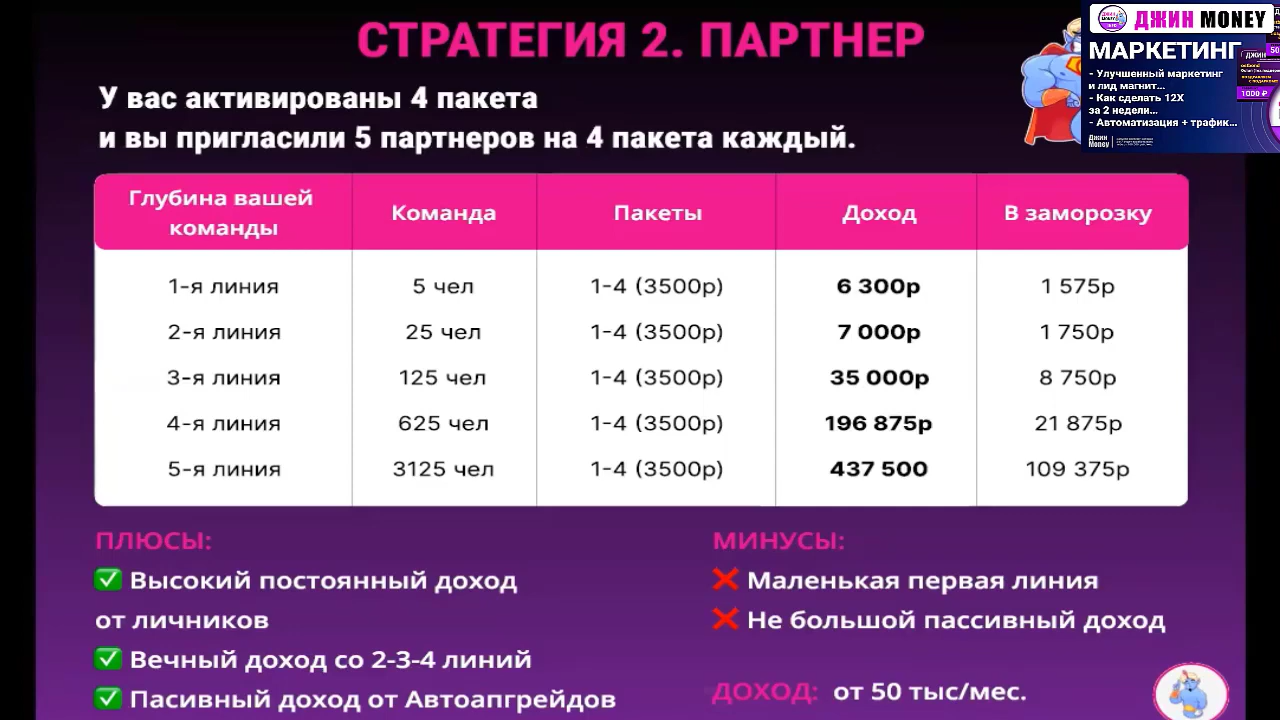 СТРАТЕГИЯ 2. ПАРТНЕР
У вас активированы 4 пакета
и вы пригласили 5 партнеров на 4 пакета каждый.
ДЖИН MONEY
МАРКЕТИНГ
- Улучшенный маркетинг
и лид магнит...
- Как сделать 12X
за 2 недели...
- Автоматизация + трафик...
Джин
Money
1000 ₽
Глубина вашей команды Команда Пакеты Доход В заморозку
1-я линия 5 чел 1-4 (3500р) 6 300р 1 575р
2-я линия 25 чел 1-4 (3500р) 7 000р 1 750р
3-я линия 125 чел 1-4 (3500р) 35 000р 8 750р
4-я линия 625 чел 1-4 (3500р) 196 875р 21 875р
5-я линия 3125 чел 1-4 (3500р) 437 500 109 375р
ПЛЮСЫ:
Высокий постоянный доход
от личников
Вечный доход со 2-3-4 линий
Пасивный доход от Автоапгрейдов
МИНУСЫ:
Маленькая первая линия
Не большой пассивный доход
ДОХОД: от 50 тыс/мес.